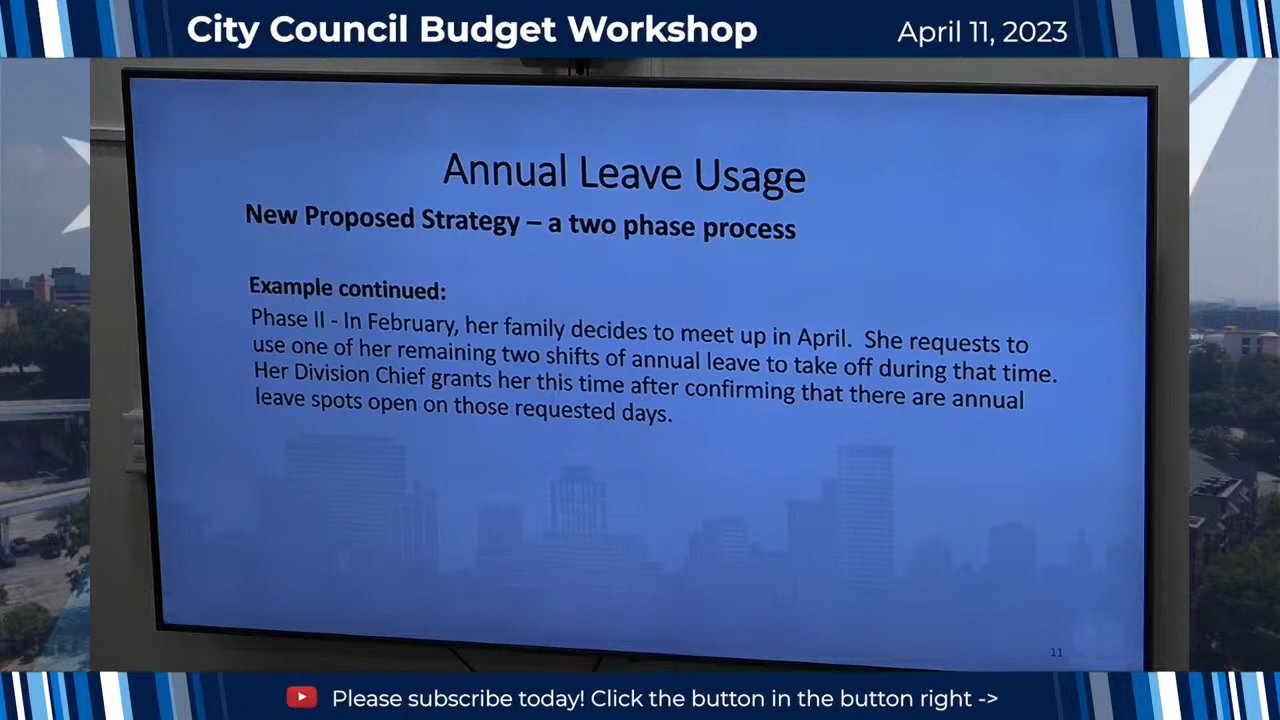 City Council Budget Workshop
April 11, 2023
Annual Leave Usage
New Proposed Strategy – a two phase process
Example continued:
Phase II - In February, her family decides to meet up in April.  She requests to
use one of her remaining two shifts of annual leave to take off during that time.
Her Division Chief grants her this time after confirming that there are annual
leave spots open on those requested days.
11
Please subscribe today! Click the button in the button right ->